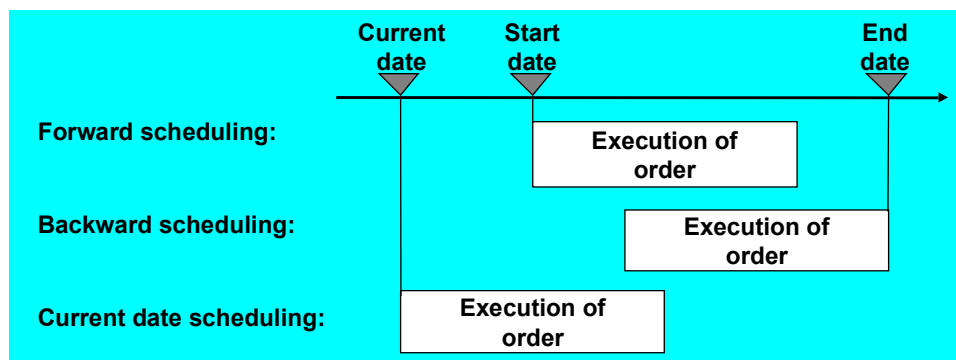 Current Start End
date date date
Forward scheduling:
Execution of
order
Backward scheduling:
Execution of
order
Current date scheduling:
Execution of
order